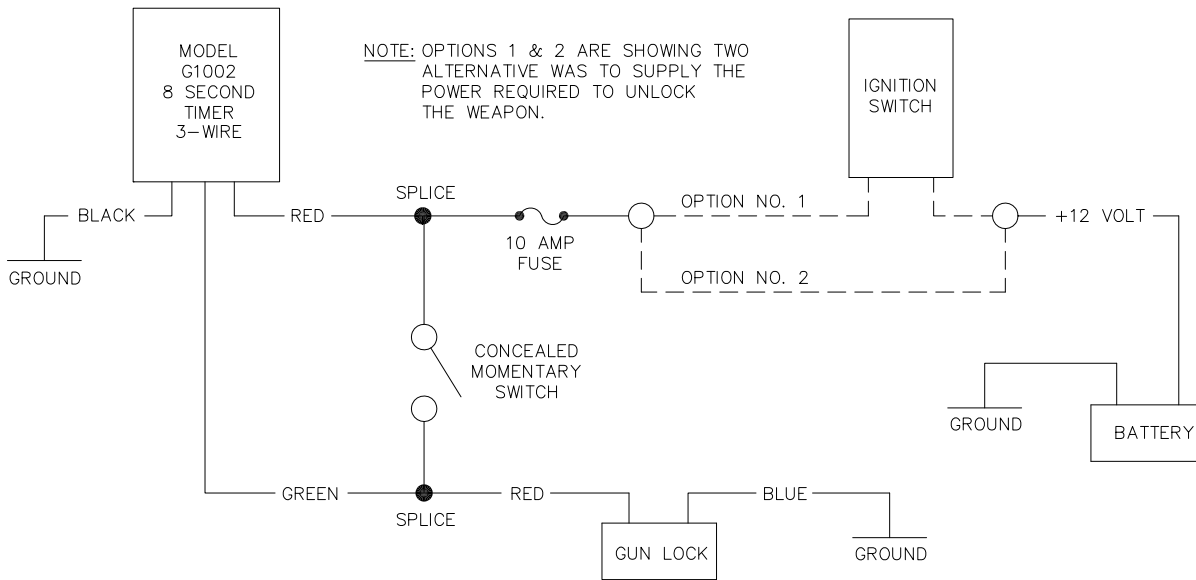 MODEL
G1002
8 SECOND
TIMER
3-WIRE
NOTE: OPTIONS 1 & 2 ARE SHOWING TWO
ALTERNATIVE WAS TO SUPPLY THE
POWER REQUIRED TO UNLOCK
THE WEAPON.
IGNITION
SWITCH
BLACK
RED
SPLICE
10 AMP
FUSE
OPTION NO. 1
+12 VOLT
GROUND
OPTION NO. 2
CONCEALED
MOMENTARY
SWITCH
GROUND
BATTERY
GREEN
SPLICE
RED
BLUE
GUN LOCK
GROUND